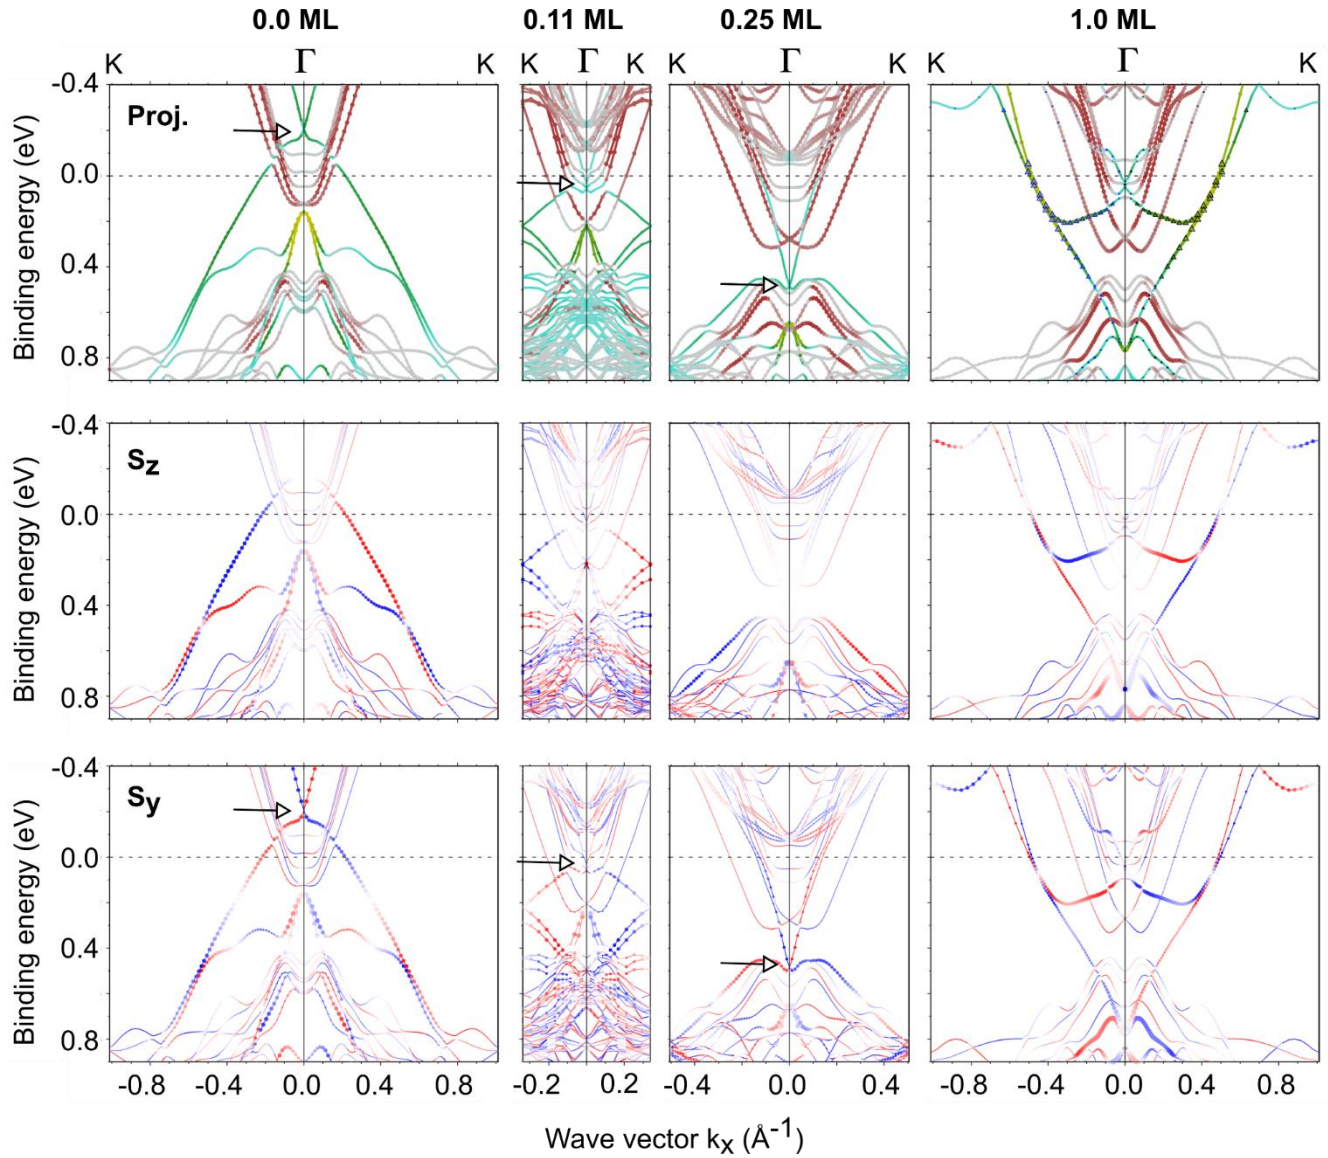 0.0 ML 0.11 ML 0.25 ML 1.0 ML
K Γ K K Γ K K Γ K K Γ K
-0.4
Proj.
Binding energy (eV)
0.0
0.4
0.8
-0.4
Sz
Binding energy (eV)
0.0
0.4
0.8
-0.4
Sy
Binding energy (eV)
0.0
0.4
0.8
-0.8 -0.4 0.0 0.4 0.8 -0.2 0.2 -0.4 0.0 0.4 -0.8 -0.4 0.0 0.4 0.8
Wave vector kx (Å-1)